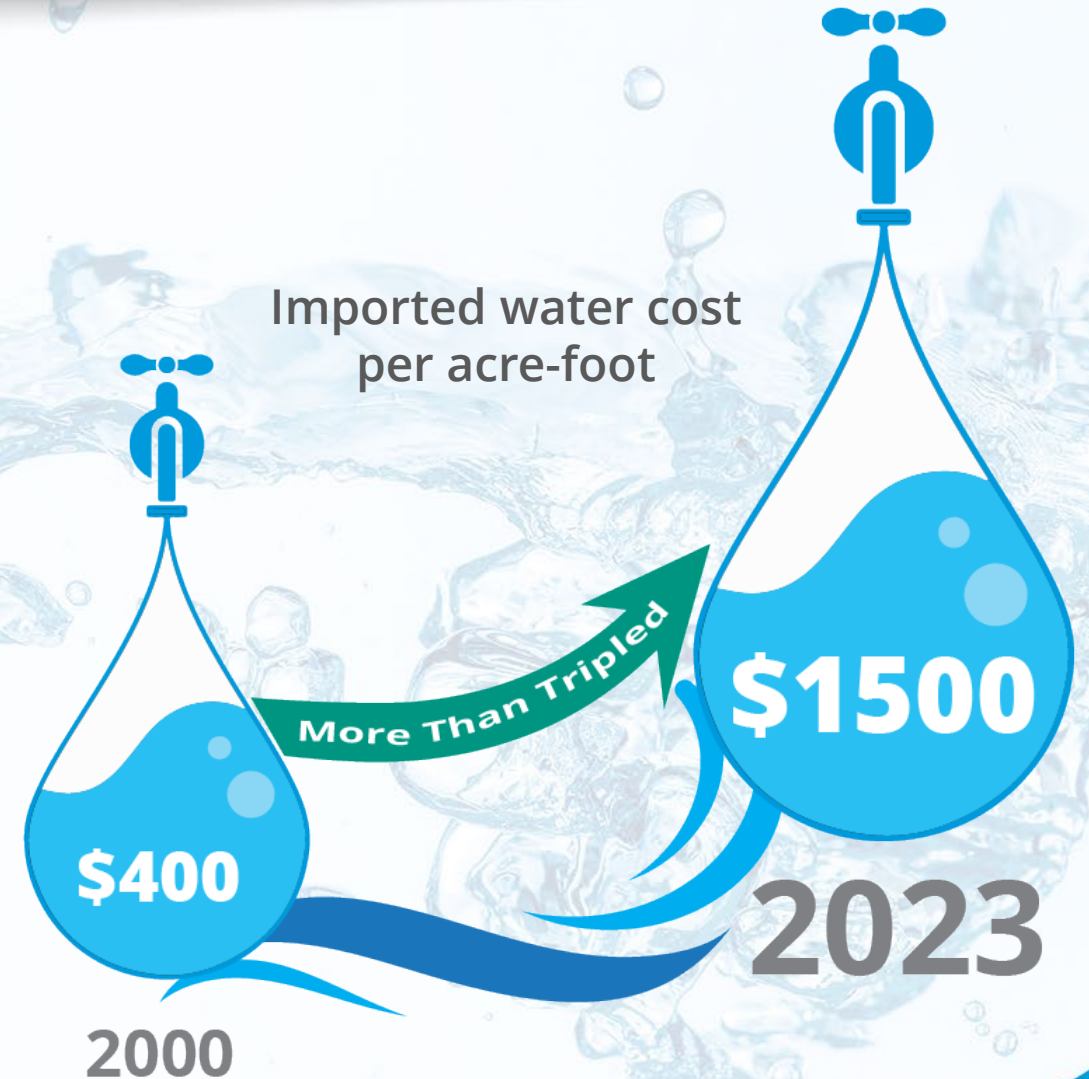 Imported water cost
per acre-foot
More Than Tripled
$400
2000
$1500
2023